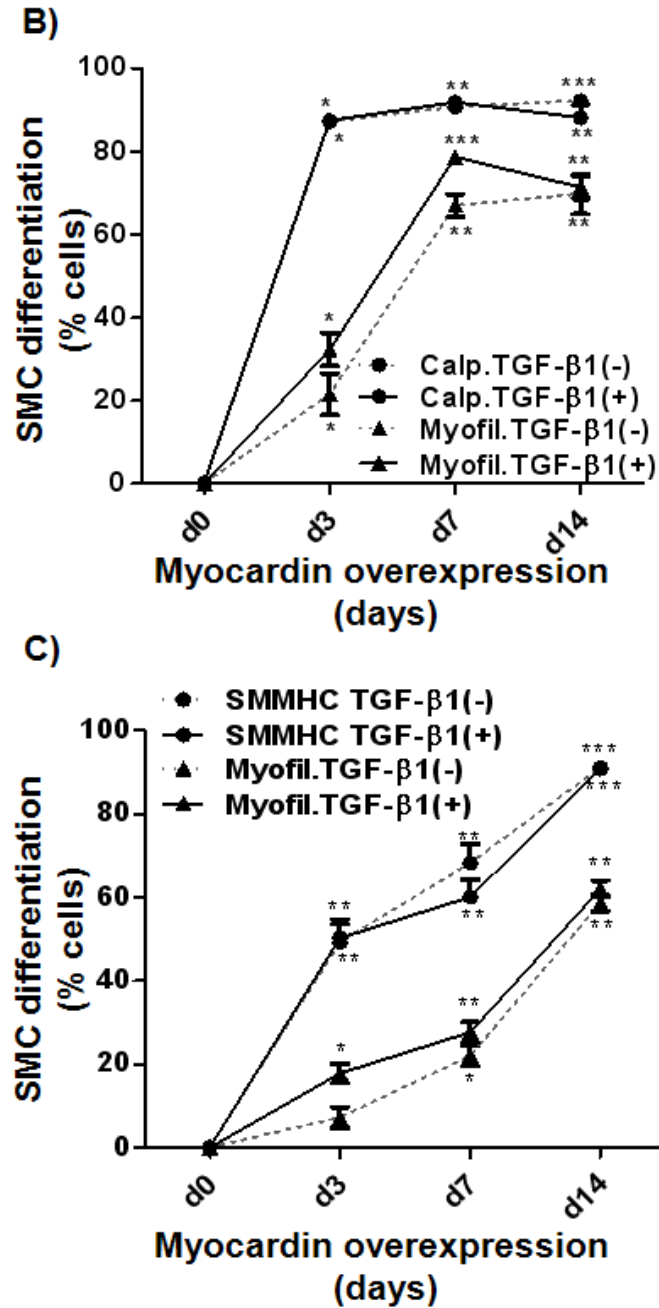 B)
SMC differentiation
(% cells)
100
80
60
40
20
0
* ** ***
* **
*** **
** **
*
*
Calp.TGF-β1(-)
Calp.TGF-β1(+)
Myofil.TGF-β1(-)
Myofil.TGF-β1(+)
d0 d3 d7 d14
Myocardin overexpression
(days)
C)
SMMHC TGF-β1(-)
SMMHC TGF-β1(+)
Myofil.TGF-β1(-)
Myofil.TGF-β1(+)
SMC differentiation
(% cells)
100
80
60
40
20
0
***
***
**
** **
** **
**
**
*
*
d0 d3 d7 d14
Myocardin overexpression
(days)